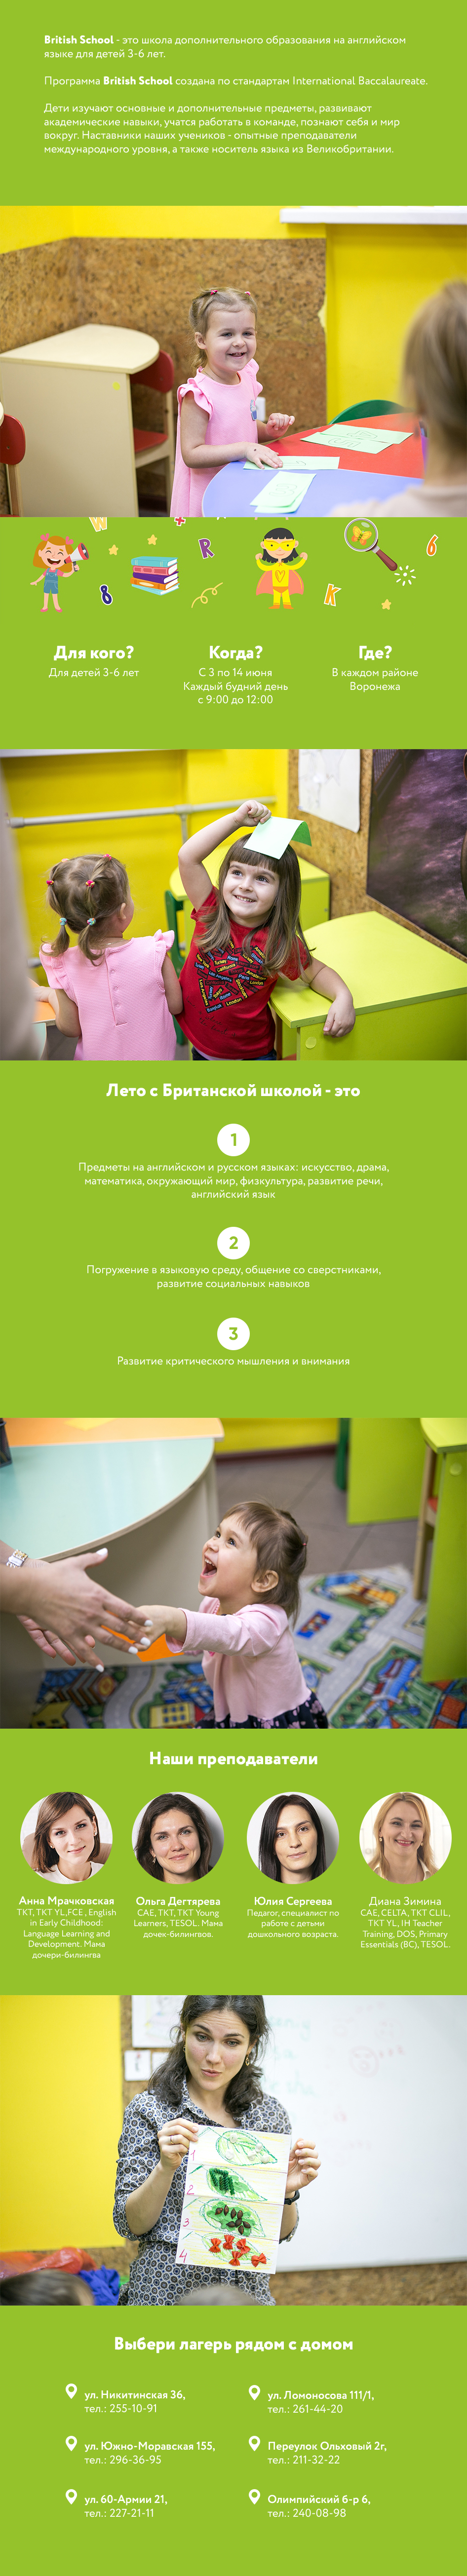 British School - это школа дополнительного образования на английском
языке для детей 3-6 лет.
Программа British School создана по стандартам International Baccalaureate.
Дети изучают основные и дополнительные предметы, развивают
академические навыки, учатся работать в команде, познают себя и мир
вокруг. Наставники наших учеников - опытные преподаватели
международного уровня, а также носитель языка из Великобритании.
W
R
6
8
K
Для кого?
Для детей 3-6 лет
Когда?
С 3 по 14 июня
Каждый будний день
с 9:00 до 12:00
Где?
В каждом районе
Воронежа
Лето с Британской школой - это
1
Предметы на английском и русском языках: искусство, драма,
математика, окружающий мир, физкультура, развитие речи,
английский язык
2
Погружение в языковую среду, общение со сверстниками,
развитие социальных навыков
3
Развитие критического мышления и внимания
Наши преподаватели
Анна Мрачковская
TKT, TKT YL,FCE , English
in Early Childhood:
Language Learning and
Development. Мама
дочери-билингва
Ольга Дегтярева
CAE, TKT, TKT Young
Learners, TESOL. Мама
дочек-билингвов.
Юлия Сергеева
Педагог, специалист по
работе с детьми
дошкольного возраста.
Диана Зимина
CAE, CELTA, TKT CLIL,
TKT YL, IH Teacher
Training, DOS, Primary
Essentials (BC), TESOL.
1
2
3
4
Выбери лагерь рядом с домом
ул. Никитинская 36,
тел.: 255-10-91
ул. Ломоносова 111/1,
тел.: 261-44-20
ул. Южно-Моравская 155,
тел.: 296-36-95
Переулок Ольховый 2г,
тел.: 211-32-22
ул. 60-Армии 21,
тел.: 227-21-11
Олимпийский б-р 6,
тел.: 240-08-98